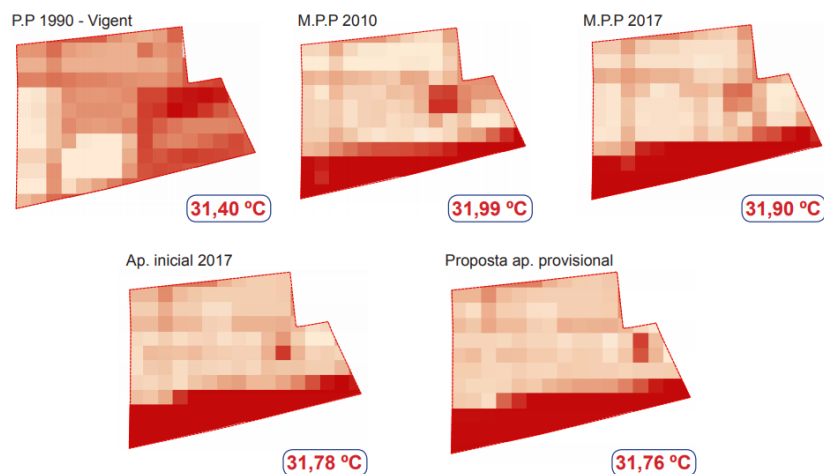 P.P 1990 - Vigent
M.P.P 2010
M.P.P 2017
31,40 ºC
31,99 ºC
31,90 ºC
Ap. inicial 2017
Proposta ap. provisional
31,78 ºC
31,76 ºC